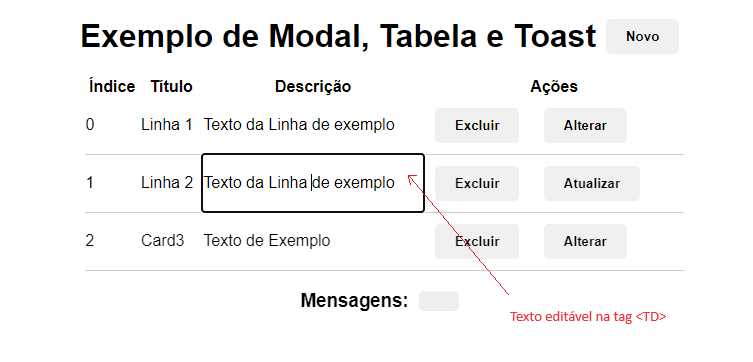 Exemplo de Modal, Tabela e Toast Novo
Índice Título Descrição Ações
0 Linha 1 Texto da Linha de exemplo Excluir Alterar
1 Linha 2 Texto da Linha de exemplo Excluir Atualizar
2 Card3 Texto de Exemplo Excluir Alterar
Mensagens:
Texto editável na tag <TD>